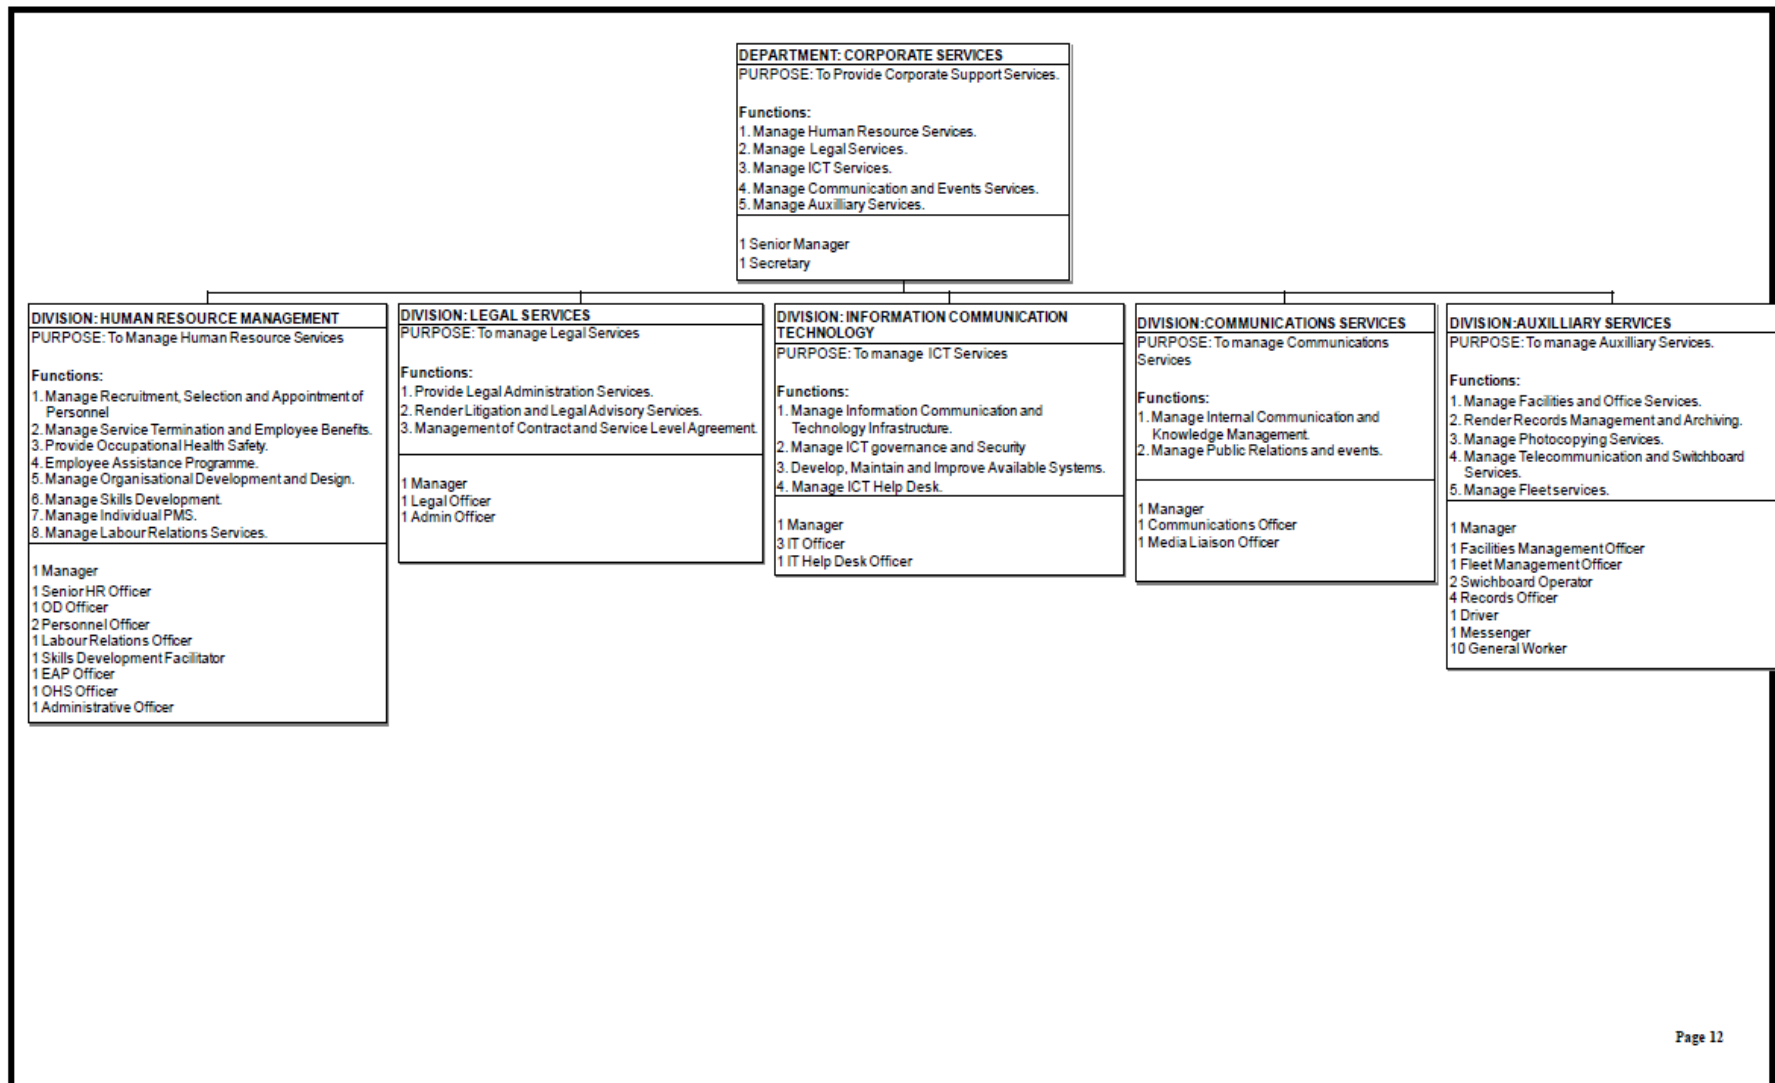 DEPARTMENT: CORPORATE SERVICES
PURPOSE: To Provide Corporate Support Services.
Functions:
1. Manage Human Resource Services.
2. Manage Legal Services.
3. Manage ICT Services.
4. Manage Communication and Events Services.
5. Manage Auxilliary Services.
1 Senior Manager
1 Secretary
DIVISION: HUMAN RESOURCE MANAGEMENT
PURPOSE: To Manage Human Resource Services
Functions:
1. Manage Recruitment, Selection and Appointment of
Personnel
2. Manage Service Termination and Employee Benefits.
3. Provide Occupational Health Safety.
4. Employee Assistance Programme.
5. Manage Organisational Development and Design.
6. Manage Skills Development.
7. Manage Individual PMS.
8. Manage Labour Relations Services.
1 Manager
1 Senior HR Officer
1 OD Officer
2 Personnel Officer
1 Labour Relations Officer
1 Skills Development Facilitator
1 EAP Officer
1 OHS Officer
1 Administrative Officer
DIVISION: LEGAL SERVICES
PURPOSE: To manage Legal Services
Functions:
1. Provide Legal Administration Services.
2. Render Litigation and Legal Advisory Services.
3. Management of Contract and Service Level Agreement.
1 Manager
1 Legal Officer
1 Admin Officer
DIVISION: INFORMATION COMMUNICATION
TECHNOLOGY
PURPOSE: To manage ICT Services
Functions:
1. Manage Information Communication and
Technology Infrastructure.
2. Manage ICT governance and Security
3. Develop, Maintain and Improve Available Systems.
4. Manage ICT Help Desk.
1 Manager
3 IT Officer
1 IT Help Desk Officer
DIVISION:COMMUNICATIONS SERVICES
PURPOSE: To manage Communications
Services
Functions:
1. Manage Internal Communication and
Knowledge Management.
2. Manage Public Relations and events.
1 Manager
1 Communications Officer
1 Media Liaison Officer
DIVISION:AUXILLIARY SERVICES
PURPOSE: To manage Auxilliary Services.
Functions:
1. Manage Facilities and Office Services.
2. Render Records Management and Archiving.
3. Manage Photocopying Services.
4. Manage Telecommunication and Switchboard
Services.
5. Manage Fleet services.
1 Manager
1 Facilities Management Officer
1 Fleet Management Officer
2 Swichboard Operator
4 Records Officer
1 Driver
1 Messenger
10 General Worker
Page 12